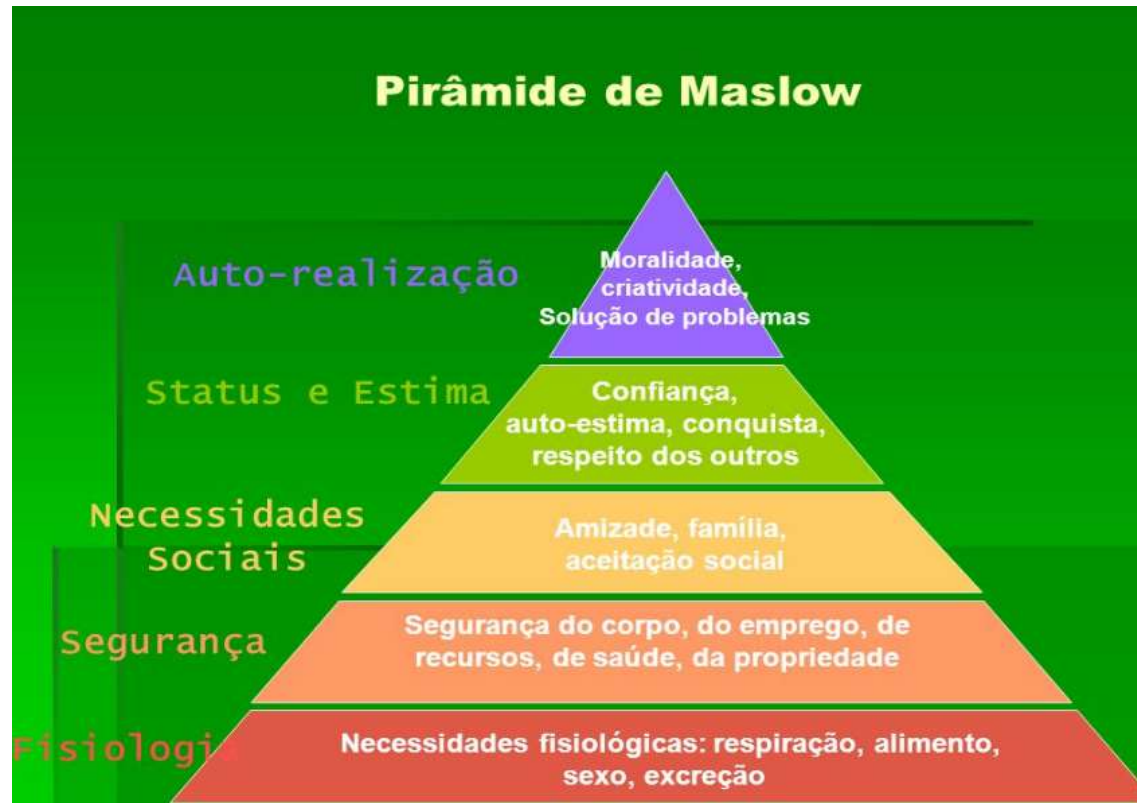 Pirâmide de Maslow
Auto-realização
Moralidade,
criatividade,
Solução de problemas
Status e Estima
Confiança,
auto-estima, conquista,
respeito dos outros
Necessidades
Sociais
Amizade, família,
aceitação social
Segurança
Segurança do corpo, do emprego, de
recursos, de saúde, da propriedade
Fisiologia
Necessidades fisiológicas: respiração, alimento,
sexo, excreção